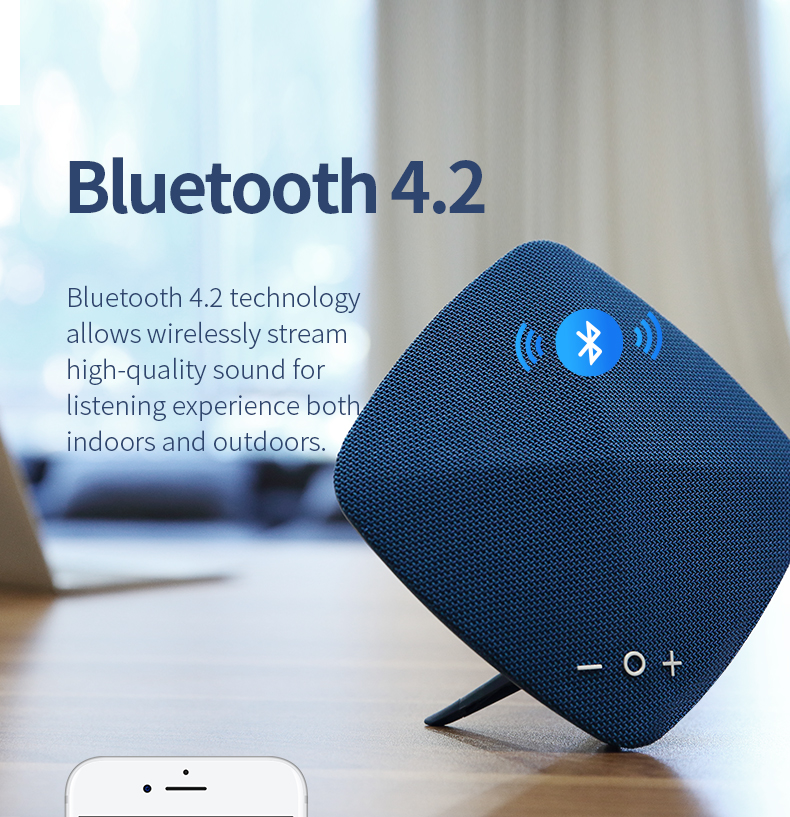 Bluetooth 4.2
Bluetooth 4.2 technology
allows wirelessly stream
high-quality sound for
listening experience both
indoors and outdoors.